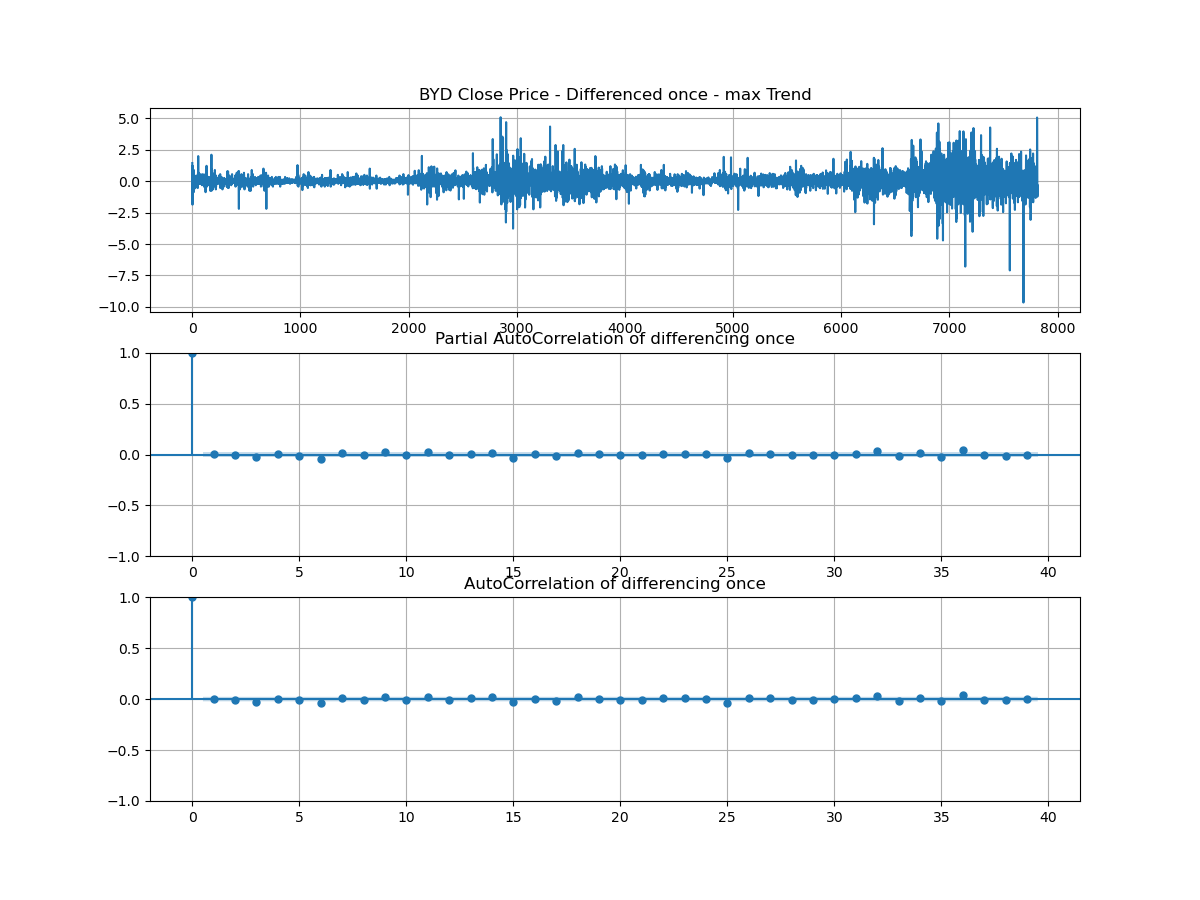 BYD Close Price - Differenced once - max Trend
5.0
2.5
0.0
−2.5
−5.0
−7.5
−10.0
0 1000 2000 3000 4000 5000 6000 7000 8000
Partial AutoCorrelation of differencing once
1.0
0.5
0.0
−0.5
−1.0
0 5 10 15 20 25 30 35 40
AutoCorrelation of differencing once
1.0
0.5
0.0
−0.5
−1.0
0 5 10 15 20 25 30 35 40